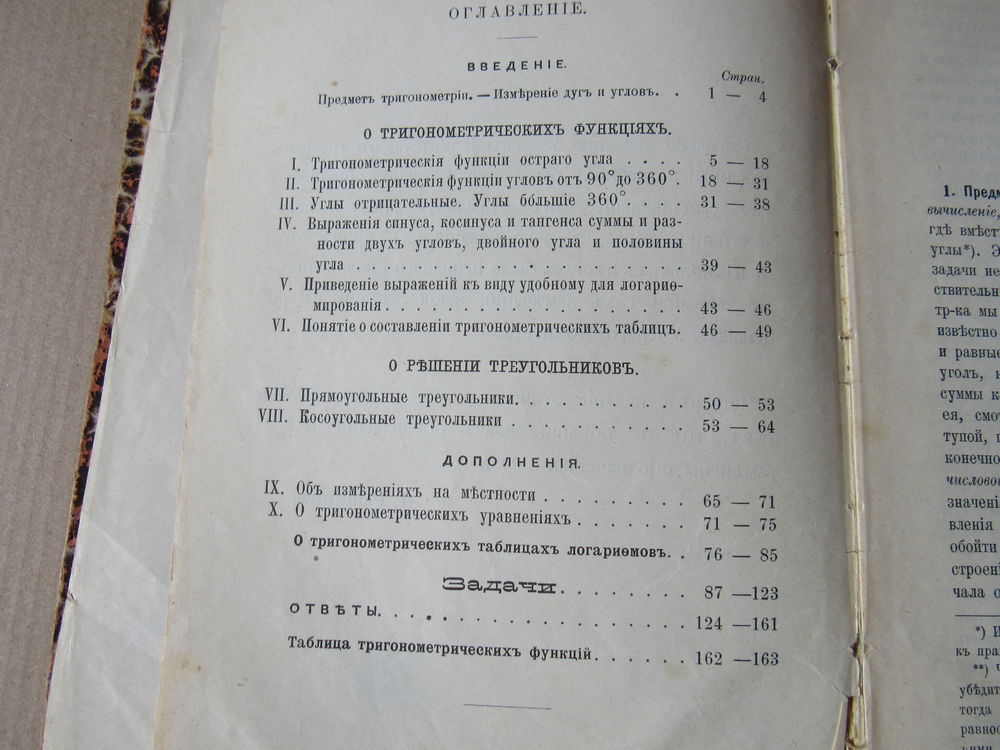 ОГЛАВЛЕНІЕ.
ВВЕДЕНІЕ.
Стран.
Предметъ тригонометріи. — Измѣреніе дугъ и угловъ. . 1 — 4
О ТРИГОНОМЕТРИЧЕСКИХЪ ФУНКЦІЯХЪ.
I. Тригонометрическія функціи остраго угла . . . . 5 — 18
II. Тригонометрическія функціи угловъ отъ 90° до 360°. 18 — 31
III. Углы отрицательные. Углы бо́льшіе 360°. . . . 31 — 38
IV. Выраженія синуса, косинуса и тангенса суммы и раз-
ности двухъ угловъ, двойного угла и половины
угла . . . . . . . . . . . . . . . . . 39 — 43
V. Приведеніе выраженій къ виду удобному для логариѳ-
мированія . . . . . . . . . . . . . . . 43 — 46
VI. Понятіе о составленіи тригонометрическихъ таблицъ. 46 — 49
О РѢШЕНІИ ТРЕУГОЛЬНИКОВЪ.
VII. Прямоугольные треугольники. . . . . . . . . . 50 — 53
VIII. Косоугольные треугольники . . . . . . . . . . 53 — 64
ДОПОЛНЕНІЯ.
IX. Объ измѣреніяхъ на мѣстности . . . . . . . . 65 — 71
X. О тригонометрическихъ уравненіяхъ . . . . . . 71 — 75
О тригонометрическихъ таблицахъ логариѳмовъ. . 76 — 85
Задачи. . . . . . . . 87 —123
ОТВѢТЫ. . . . . . . . . . . . . . . . . 124 —161
Таблица тригонометрическихъ функцій. . . . . . 162 —163
1. Пред
вычисленіе,
гдѣ вмѣст
углы*). Э
задачи не
ствительн
тр-ка мы
извѣстно
и равные
уголъ, и
суммы к
ея, смот
тупой,
конечно
числово
значені
вленія
обойти
строен
чала о
*) И
къ пра
**)
убѣдит
тогда
равнос